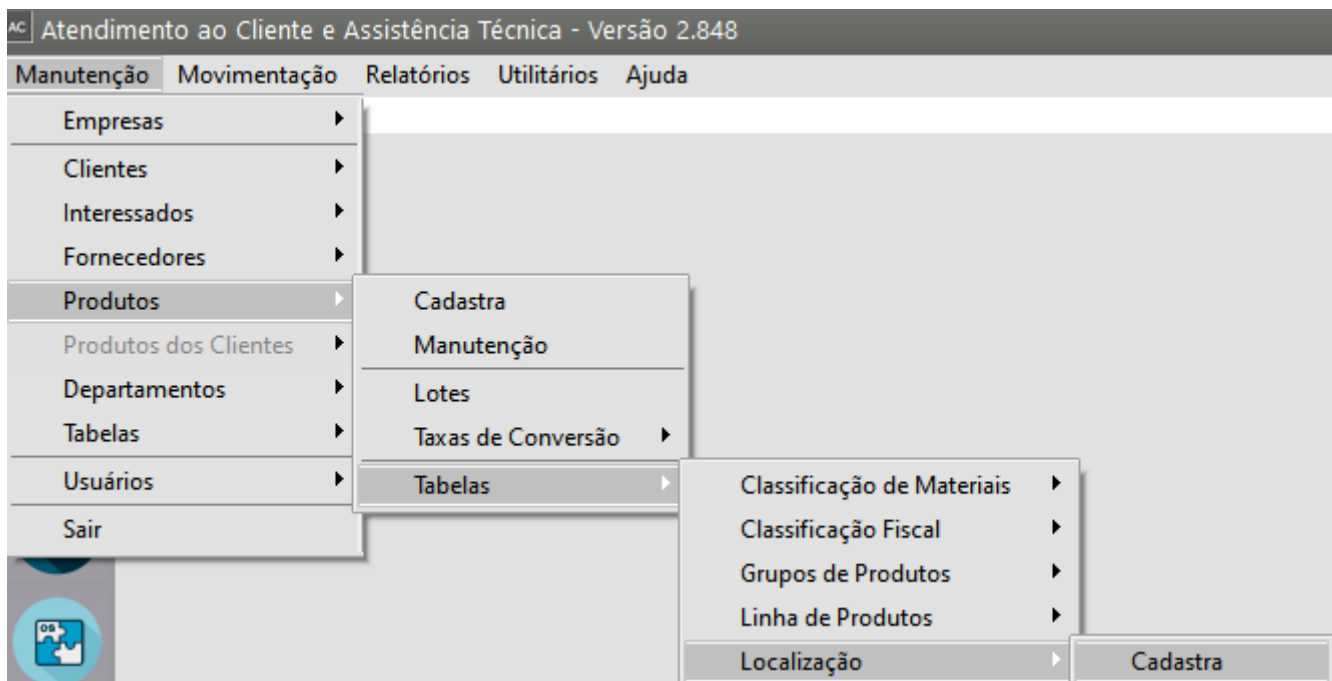 AC Atendimento ao Cliente e Assistência Técnica - Versão 2.848
Manutenção Movimentação Relatórios Utilitários Ajuda
Empresas
Clientes
Interessados
Fornecedores
Produtos
Produtos dos Clientes
Departamentos
Tabelas
Usuários
Sair
Cadastra
Manutenção
Lotes
Taxas de Conversão
Tabelas
Classificação de Materiais
Classificação Fiscal
Grupos de Produtos
Linha de Produtos
Localização
Cadastra
OS